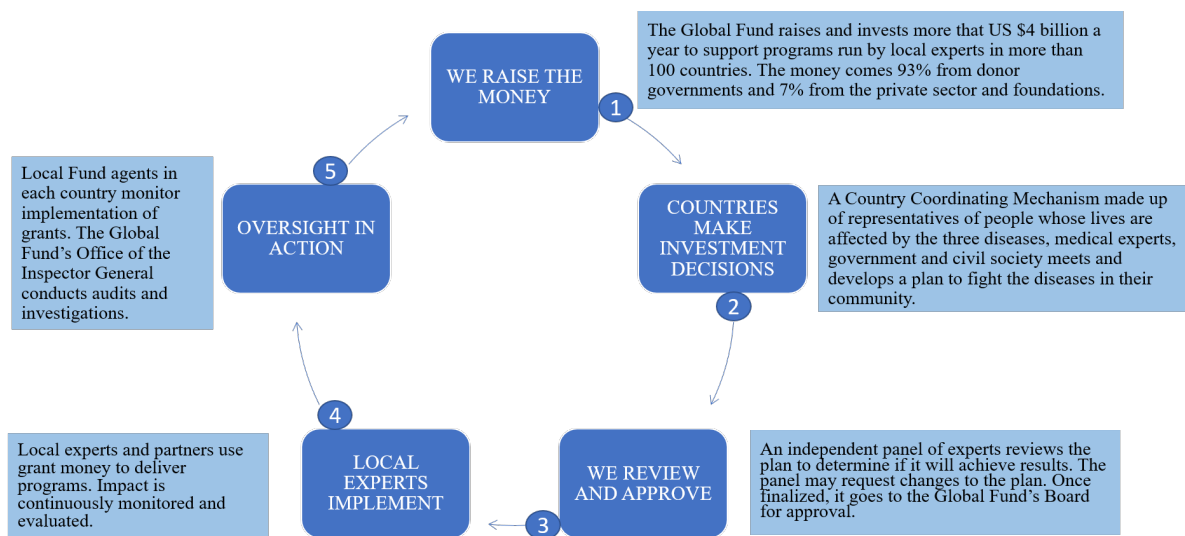 WE RAISE THE
MONEY
1
The Global Fund raises and invests more that US $4 billion a
year to support programs run by local experts in more than
100 countries. The money comes 93% from donor
governments and 7% from the private sector and foundations.
COUNTRIES
MAKE
INVESTMENT
DECISIONS
2
A Country Coordinating Mechanism made up
of representatives of people whose lives are
affected by the three diseases, medical experts,
government and civil society meets and
develops a plan to fight the diseases in their
community.
WE REVIEW
AND APPROVE
3
An independent panel of experts reviews the
plan to determine if it will achieve results. The
panel may request changes to the plan. Once
finalized, it goes to the Global Fund’s Board
for approval.
LOCAL
EXPERTS
IMPLEMENT
4
Local experts and partners use
grant money to deliver
programs. Impact is
continuously monitored and
evaluated.
OVERSIGHT IN
ACTION
5
Local Fund agents in
each country monitor
implementation of
grants. The Global
Fund’s Office of the
Inspector General
conducts audits and
investigations.